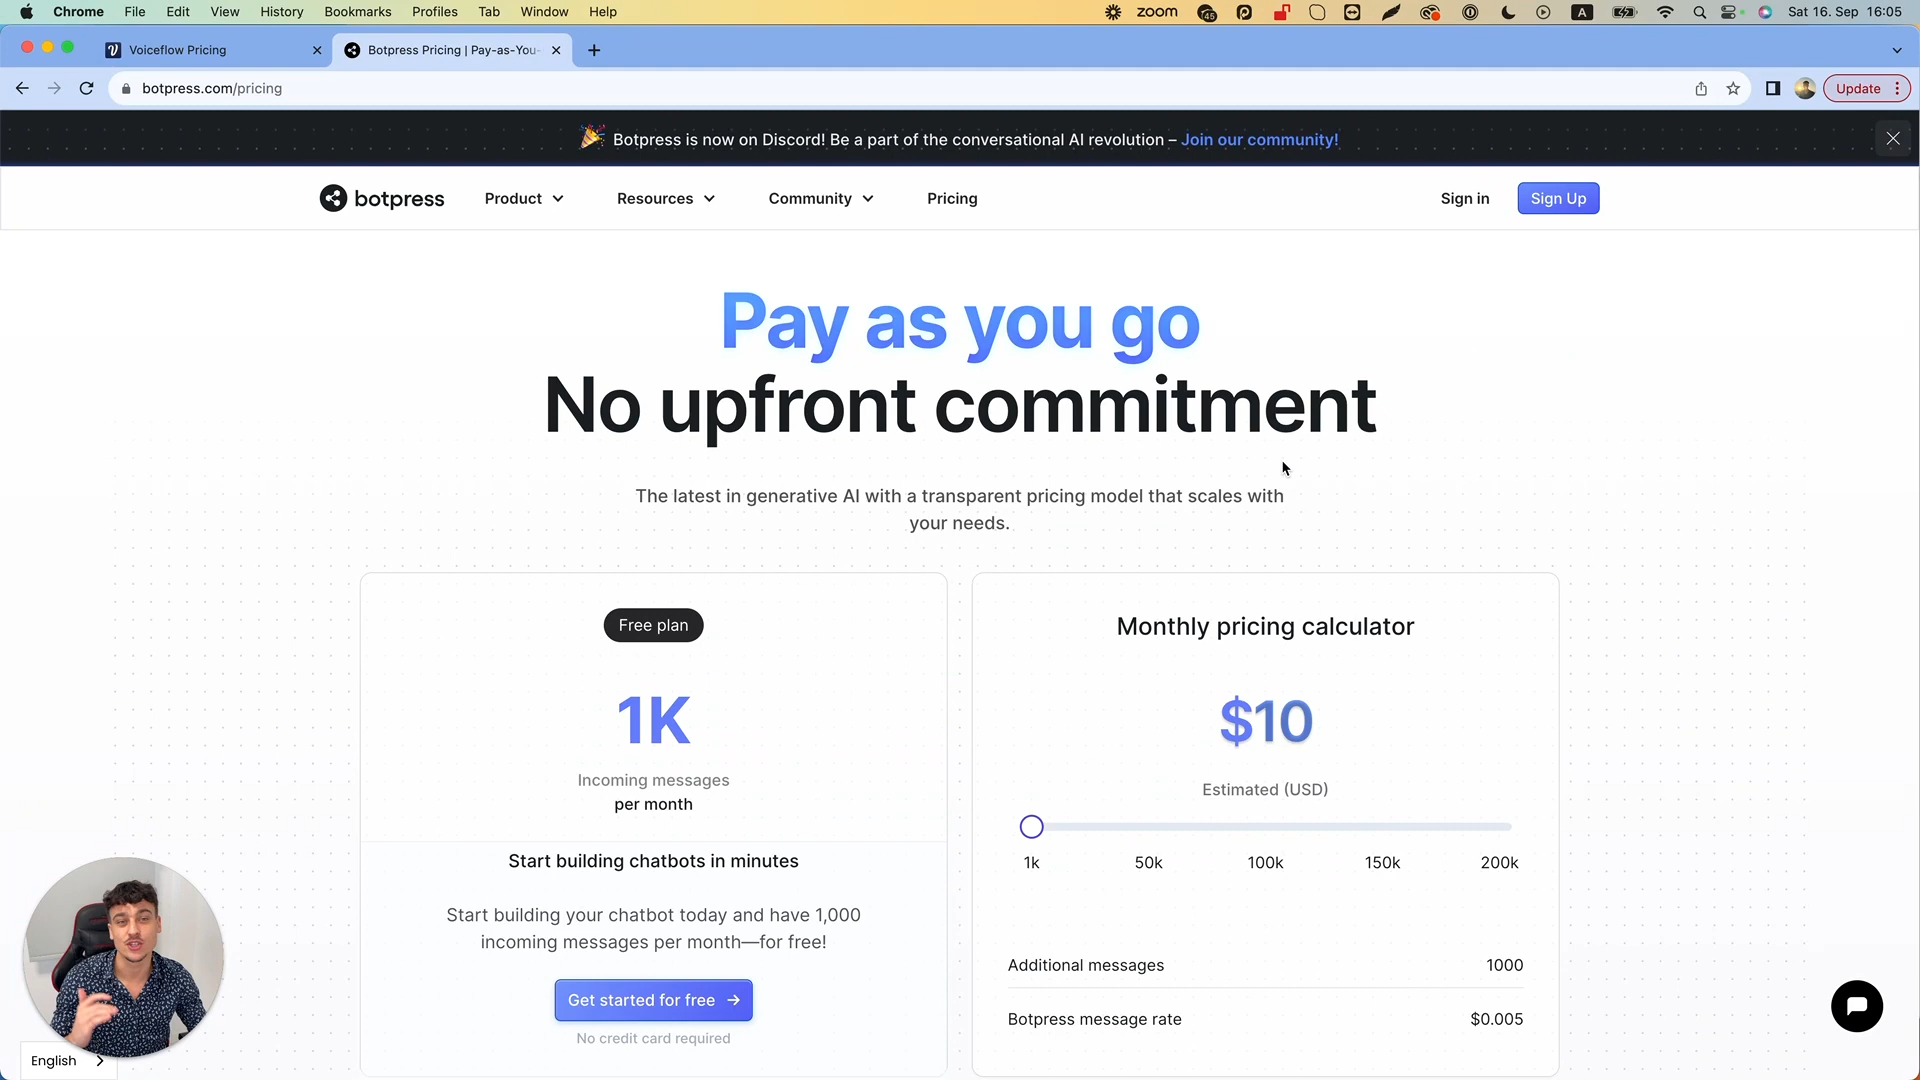 Chrome File Edit View History Bookmarks Profiles Tab Window Help zoom 45 A Sat 16. Sep 16:05
Voiceflow Pricing Botpress Pricing | Pay-as-You-
botpress.com/pricing Update
Botpress is now on Discord! Be a part of the conversational AI revolution – Join our community!
botpress Product Resources Community Pricing Sign in Sign Up
Pay as you go
No upfront commitment
The latest in generative AI with a transparent pricing model that scales with
your needs.
Free plan
1K
Incoming messages
per month
Start building chatbots in minutes
Start building your chatbot today and have 1,000
incoming messages per month—for free!
Get started for free →
No credit card required
Monthly pricing calculator
$10
Estimated (USD)
1k 50k 100k 150k 200k
Additional messages 1000
Botpress message rate $0.005
English